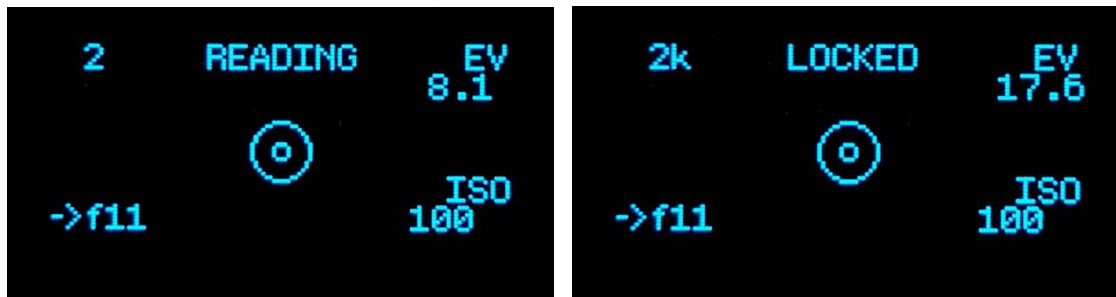 2 READING EV
8.1
ISO
->f11 100
2k LOCKED EV
17.6
ISO
->f11 100